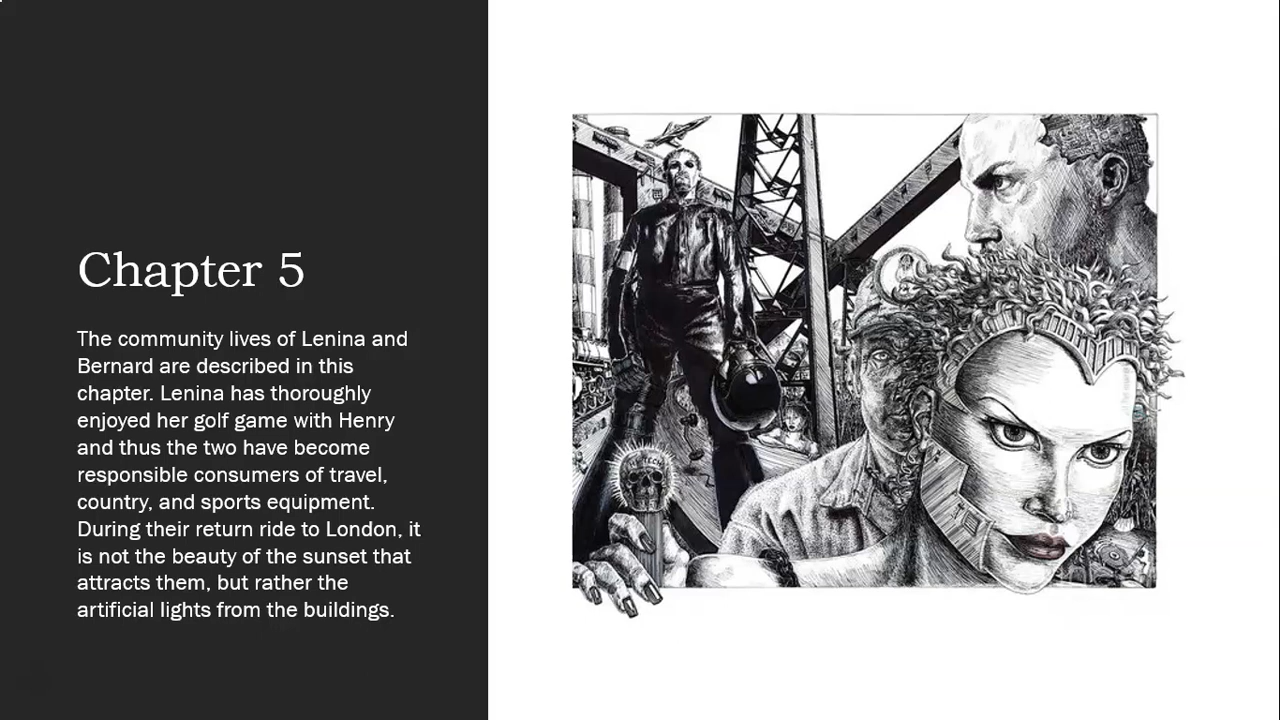 Chapter 5
The community lives of Lenina and
Bernard are described in this
chapter. Lenina has thoroughly
enjoyed her golf game with Henry
and thus the two have become
responsible consumers of travel,
country, and sports equipment.
During their return ride to London, it
is not the beauty of the sunset that
attracts them, but rather the
artificial lights from the buildings.